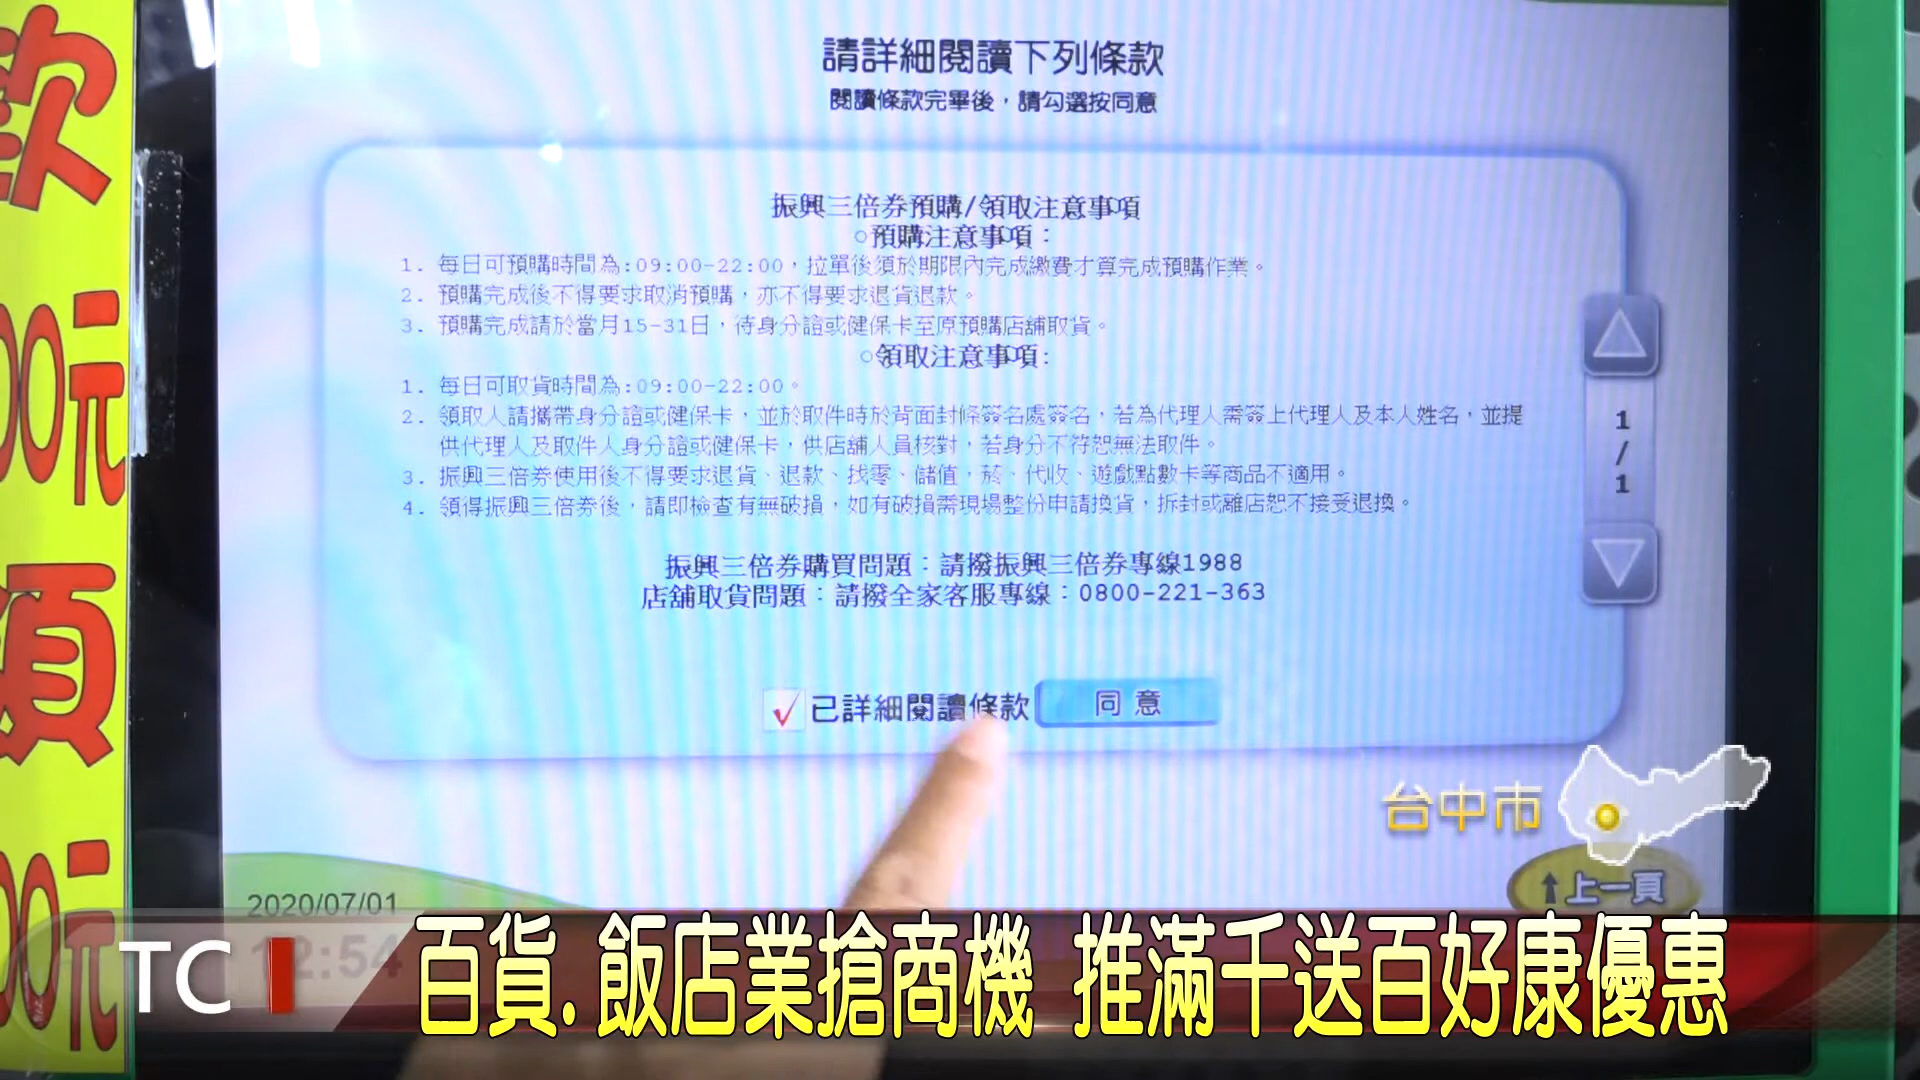 請詳細閱讀下列條款
閱讀條款完畢後，請勾選按同意
振興三倍券預購/領取注意事項
○預購注意事項：
1. 每日可預購時間為:09:00-22:00，拉單後須於期限內完成繳費才算完成預購作業。
2. 預購完成後不得要求取消預購，亦不得要求退貨退款。
3. 預購完成請於當月15-31日，待身分證或健保卡至原預購店舖取貨。
○領取注意事項:
1. 每日可取貨時間為:09:00-22:00。
2. 領取人請攜帶身分證或健保卡，並於取件時於背面封條簽名處簽名，若為代理人需簽上代理人及本人姓名，並提
供代理人及取件人身分證或健保卡，供店舖人員核對，若身分不符恕無法取件。
3. 振興三倍券使用後不得要求退貨、退款、找零、儲值，菸、代收、遊戲點數卡等商品不適用。
4. 領得振興三倍券後，請即檢查有無破損，如有破損需現場整份申請換貨，拆封或離店恕不接受退換。
振興三倍券購買問題：請撥振興三倍券專線1988
店舖取貨問題：請撥全家客服專線：0800-221-363
1
/
1
已詳細閱讀條款
同意
台中市
上一頁
2020/07/01
12:54
TC
百貨.飯店業搶商機 推滿千送百好康優惠
款
00元
領
00元